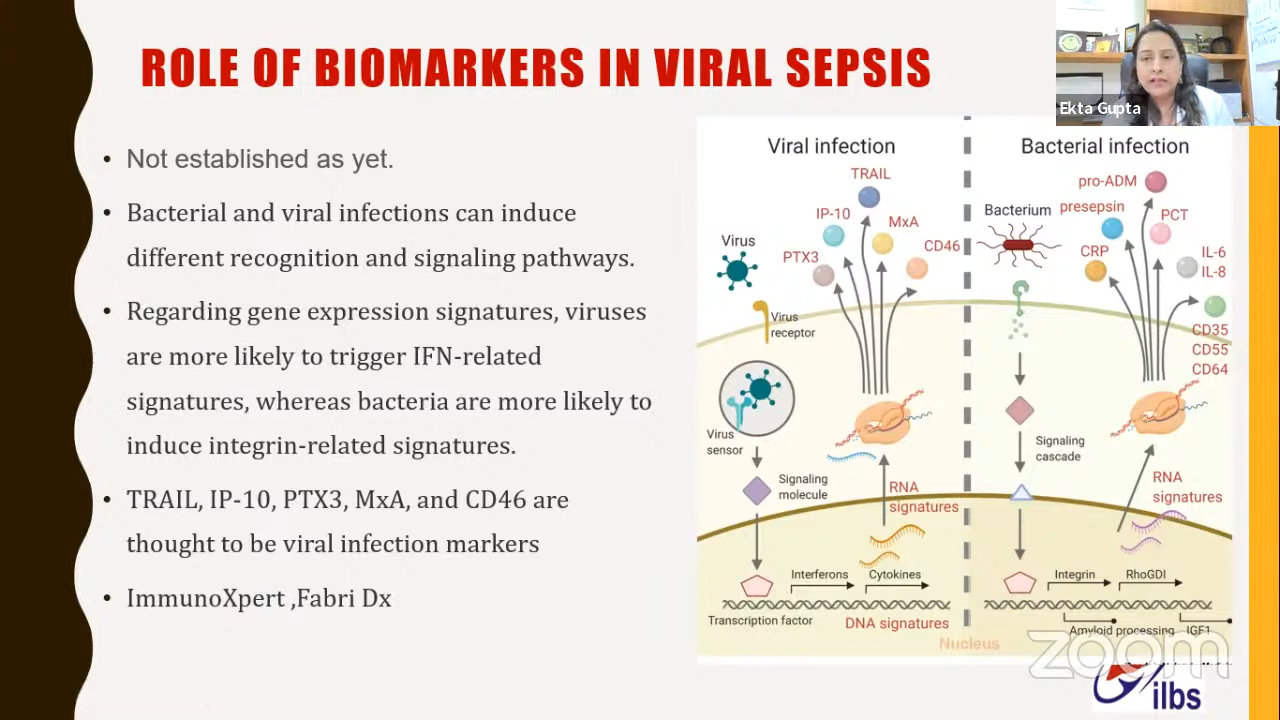 ROLE OF BIOMARKERS IN VIRAL SEPSIS
Ekta Gupta
• Not established as yet.
• Bacterial and viral infections can induce
different recognition and signaling pathways.
• Regarding gene expression signatures, viruses
are more likely to trigger IFN-related
signatures, whereas bacteria are more likely to
induce integrin-related signatures.
• TRAIL, IP-10, PTX3, MxA, and CD46 are
thought to be viral infection markers
• ImmunoXpert ,Fabri Dx
Viral infection
TRAIL
IP-10
MxA
CD46
PTX3
Virus
Virus
receptor
Virus
sensor
Signaling
molecule
RNA
signatures
Interferons
Cytokines
Transcription factor
DNA signatures
Nucleus
Bacterial infection
pro-ADM
presepsin
PCT
Bacterium
CRP
IL-6
IL-8
CD35
CD55
CD64
Signaling
cascade
RNA
signatures
Integrin
RhoGDI
Amyloid processing
IGF1
zoom
ilbs